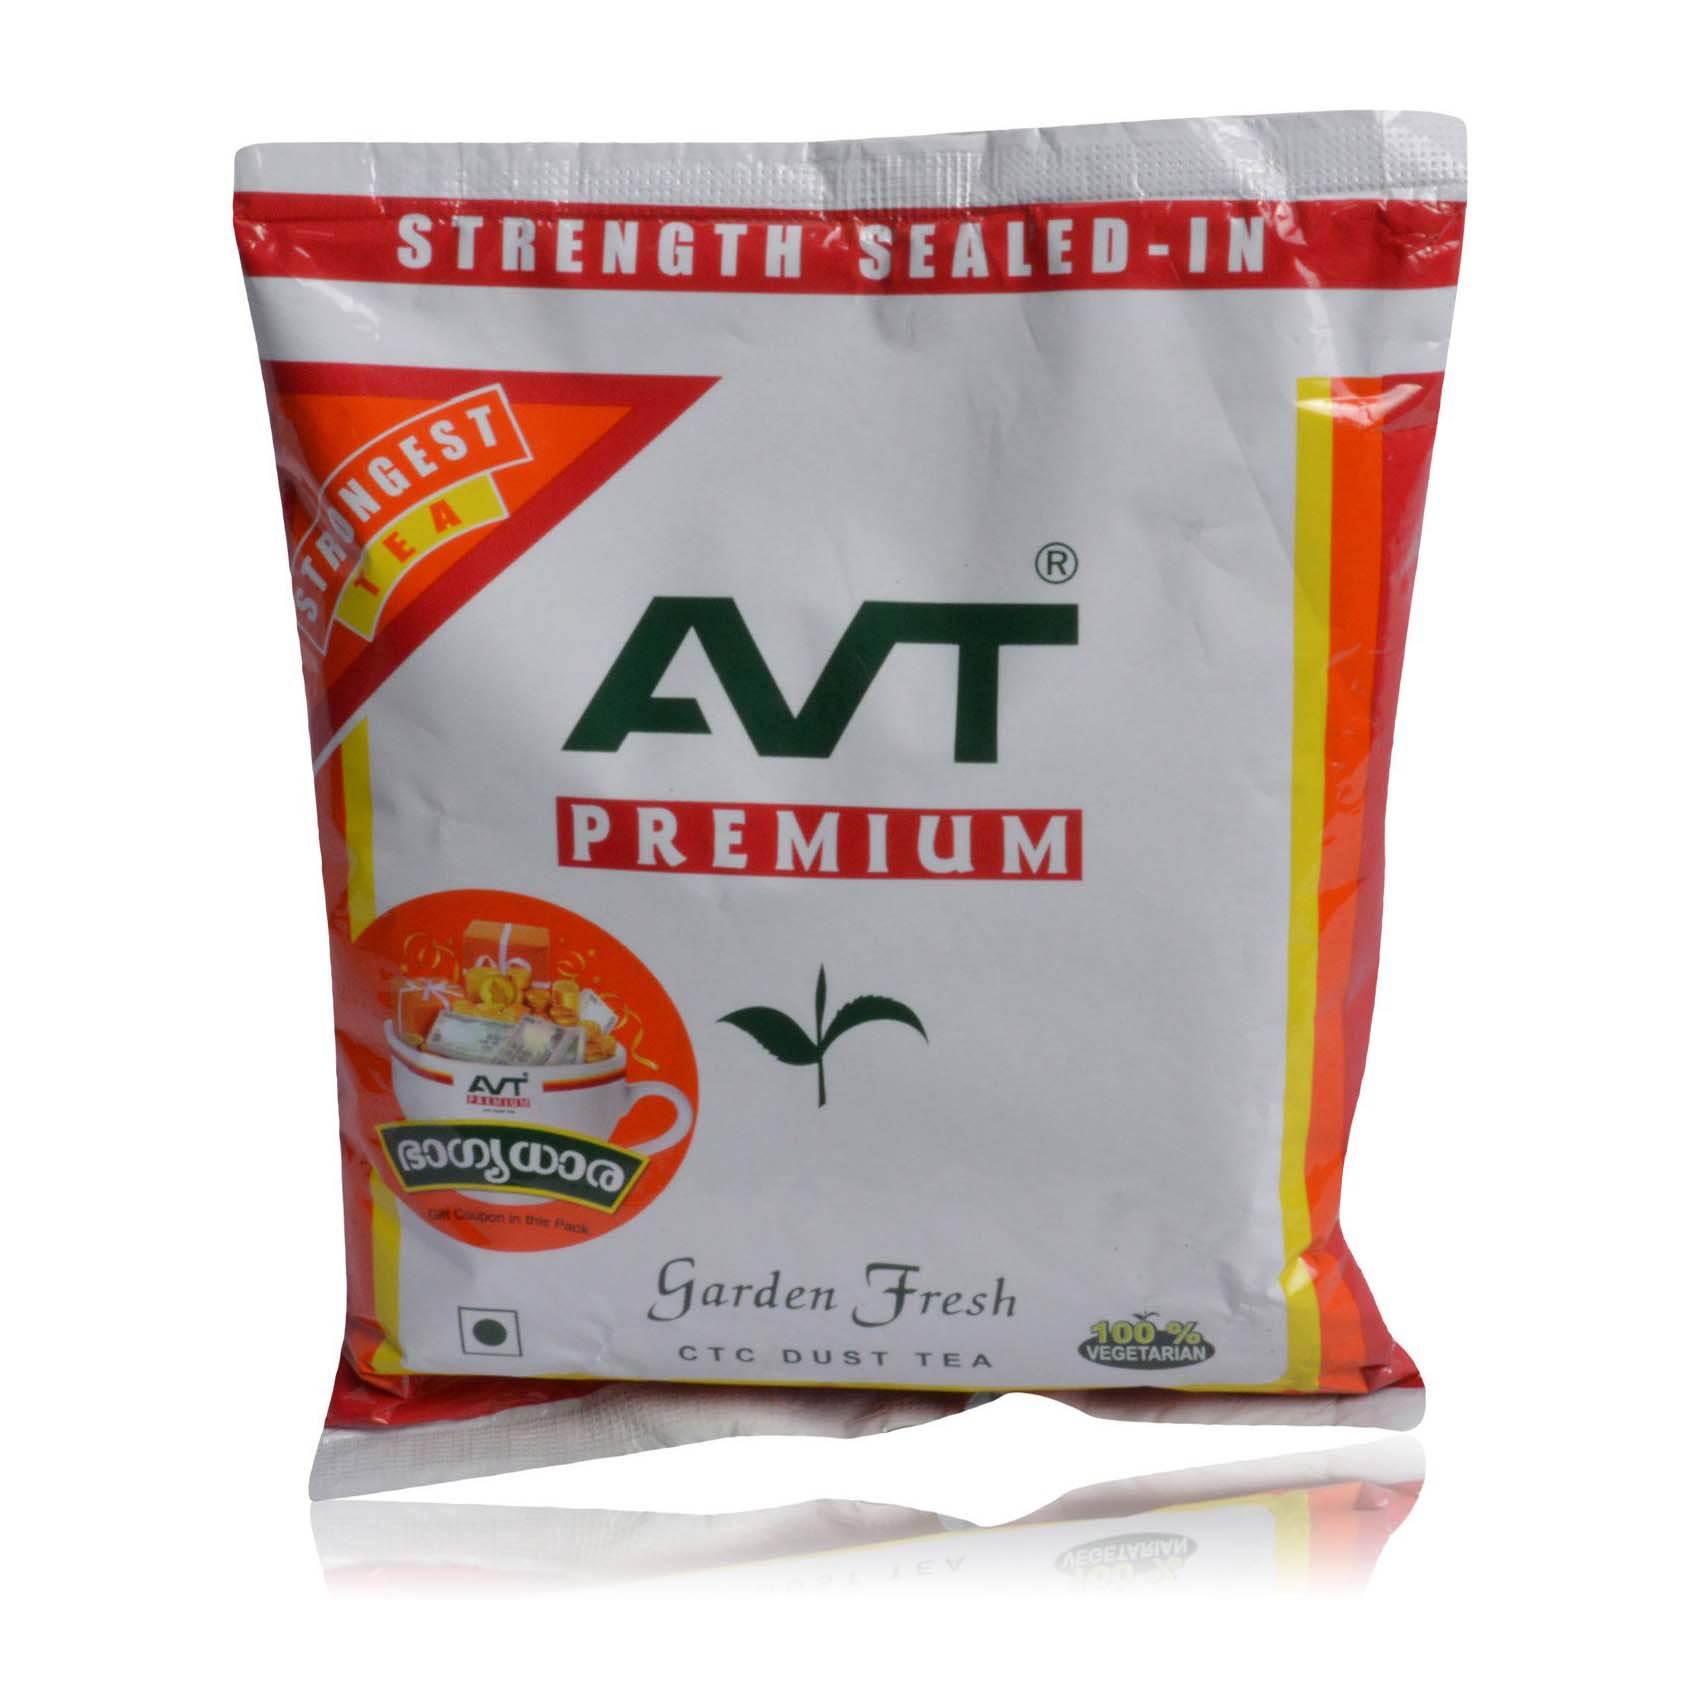 STRENGTH SEALED-IN
STRONGEST
TEA
AVT®
PREMIUM
AVT
PREMIUM
ഭാഗ്യധാര
Gift Coupon in this Pack
Garden Fresh
CTC DUST TEA
100 %
VEGETARIAN